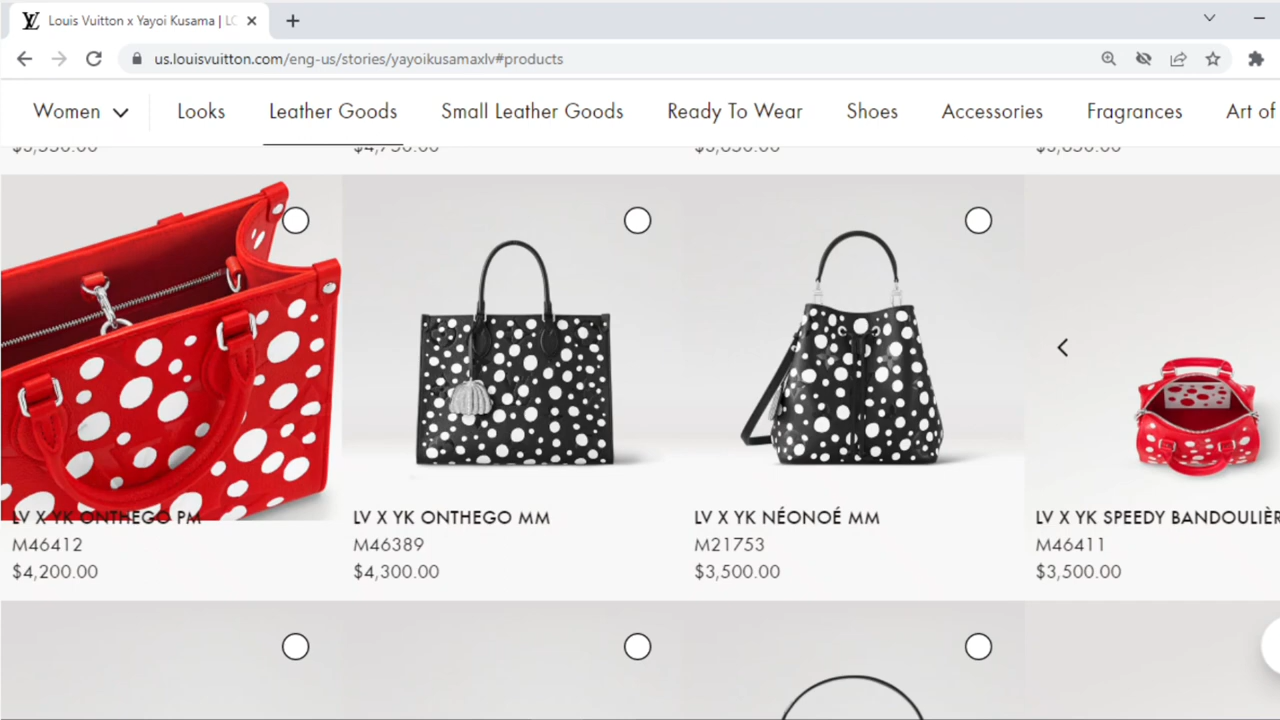 Louis Vuitton x Yayoi Kusama | LO
us.louisvuitton.com/eng-us/stories/yayoikusamaxlv#products
Women Looks Leather Goods Small Leather Goods Ready To Wear Shoes Accessories Fragrances Art of
LV X YK ONTHEGO PM
M46412
$4,200.00
LV X YK ONTHEGO MM
M46389
$4,300.00
LV X YK NÉONOÉ MM
M21753
$3,500.00
LV X YK SPEEDY BANDOULIÈR
M46411
$3,500.00